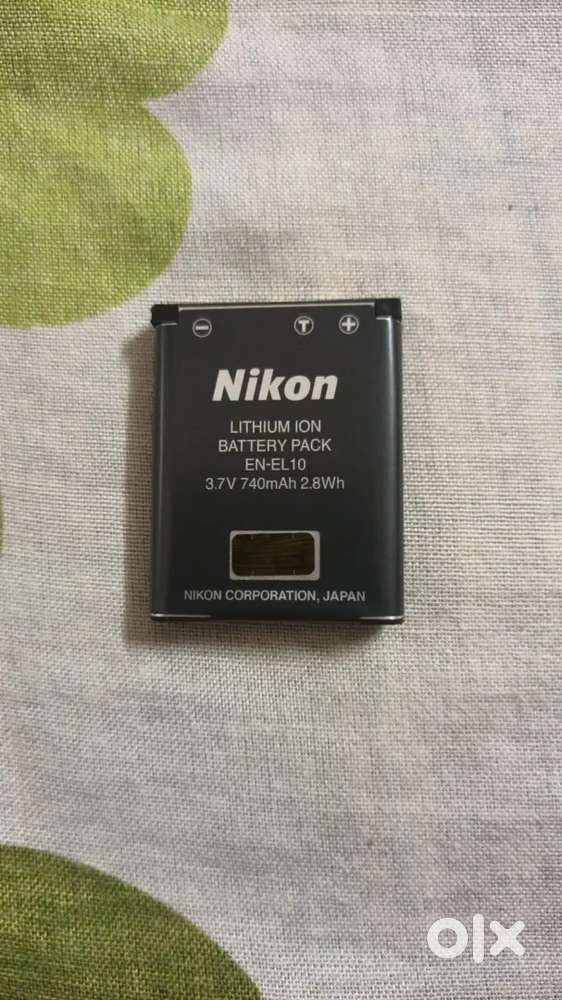 − T +
Nikon
LITHIUM ION
BATTERY PACK
EN-EL10
3.7V 740mAh 2.8Wh
NIKON CORPORATION, JAPAN
olx